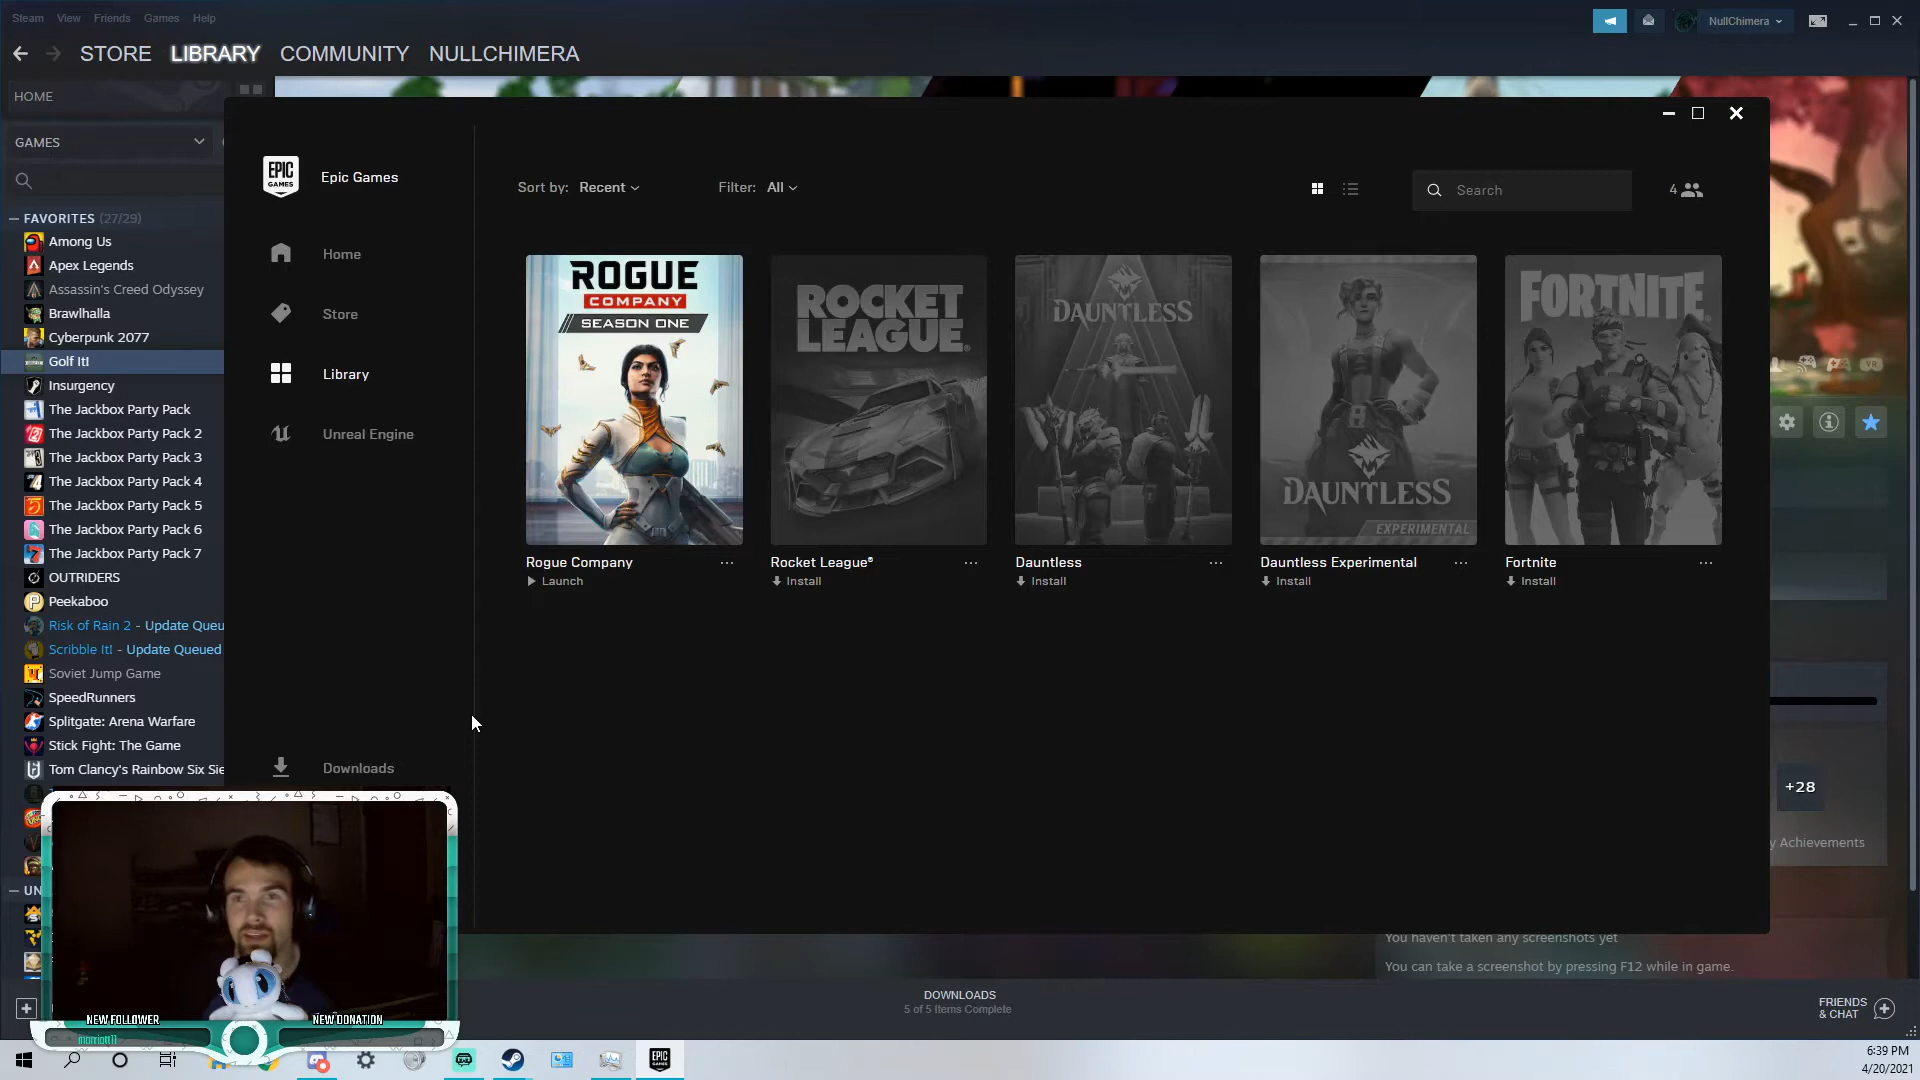 Steam View Friends Games Help
NullChimera
STORE LIBRARY COMMUNITY NULLCHIMERA
HOME
GAMES
FAVORITES (27/29)
Among Us
Apex Legends
Assassin's Creed Odyssey
Brawlhalla
Cyberpunk 2077
Golf It!
Insurgency
The Jackbox Party Pack
The Jackbox Party Pack 2
The Jackbox Party Pack 3
The Jackbox Party Pack 4
The Jackbox Party Pack 5
The Jackbox Party Pack 6
The Jackbox Party Pack 7
OUTRIDERS
Peekaboo
Risk of Rain 2 - Update Queu
Scribble It! - Update Queued
Soviet Jump Game
SpeedRunners
Splitgate: Arena Warfare
Stick Fight: The Game
Tom Clancy's Rainbow Six Sie
UN
EPIC GAMES
Epic Games
Home
Store
Library
Unreal Engine
Downloads
Sort by: Recent
Filter: All
Search
4
ROGUE
COMPANY
SEASON ONE
Rogue Company ...
Launch
ROCKET
LEAGUE®
Rocket League® ...
Install
DAUNTLESS
Dauntless ...
Install
8
DAUNTLESS
EXPERIMENTAL
Dauntless Experimental ...
Install
FORTNITE
Fortnite ...
Install
VR
+28
y Achievements
You haven't taken any screenshots yet
You can take a screenshot by pressing F12 while in game.
DOWNLOADS
5 of 5 Items Complete
FRIENDS
& CHAT
NEW FOLLOWER
NEW DONATION
EPIC GAMES
6:39 PM
4/20/2021